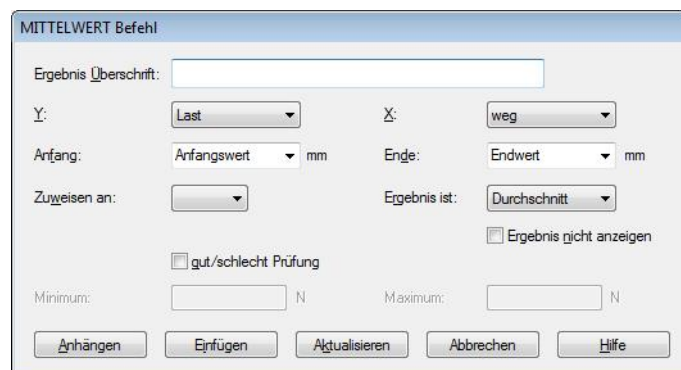 MITTELWERT Befehl
Ergebnis Überschrift:
Y: Last X: weg
Anfang: Anfangswert mm Ende: Endwert mm
Zuweisen an: Ergebnis ist: Durchschnitt
Ergebnis nicht anzeigen
gut/schlecht Prüfung
Minimum: N Maximum: N
Anhängen Einfügen Aktualisieren Abbrechen Hilfe